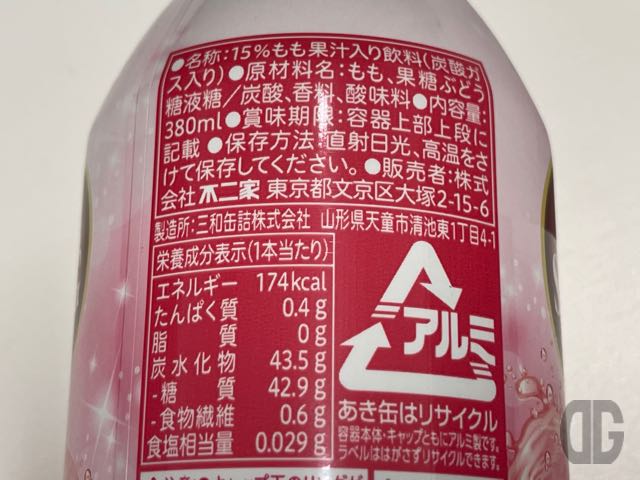 ●名称:15%もも果汁入り飲料(炭酸ガ
ス入り)●原材料名:もも、果糖ぶどう
糖液糖/炭酸、香料、酸味料●内容量:
380ml●賞味期限:容器上部上段に
記載●保存方法:直射日光、高温をさ
けて保存してください。●販売者:株式
会社不二家 東京都文京区大塚2-15-6
製造所:三和缶詰株式会社 山形県天童市清池東1丁目4-1
栄養成分表示(1本当たり)
エネルギー 174kcal
たんぱく質 0.4g
脂質 0g
炭水化物 43.5g
-糖質 42.9g
-食物繊維 0.6g
食塩相当量 0.029g
アルミ
あき缶はリサイクル
容器本体・キャップともにアルミ製です。
ラベルははがさずリサイクルできます。
DG